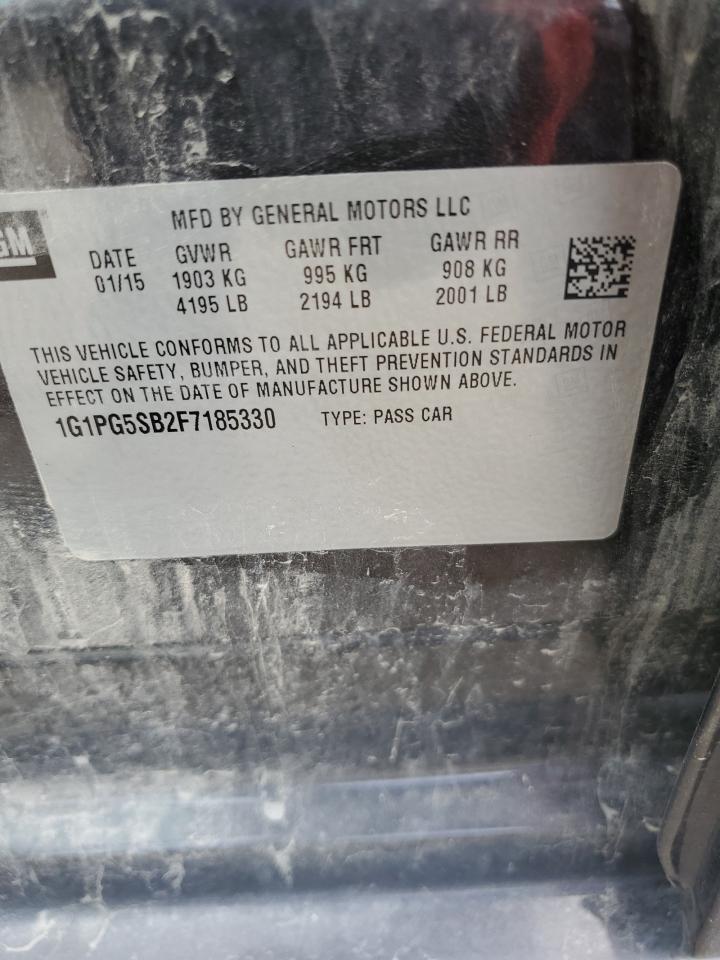 GM
MFD BY GENERAL MOTORS LLC
DATE GVWR GAWR FRT GAWR RR
01/15 1903 KG 995 KG 908 KG
4195 LB 2194 LB 2001 LB
THIS VEHICLE CONFORMS TO ALL APPLICABLE U.S. FEDERAL MOTOR
VEHICLE SAFETY, BUMPER, AND THEFT PREVENTION STANDARDS IN
EFFECT ON THE DATE OF MANUFACTURE SHOWN ABOVE.
1G1PG5SB2F7185330 TYPE: PASS CAR